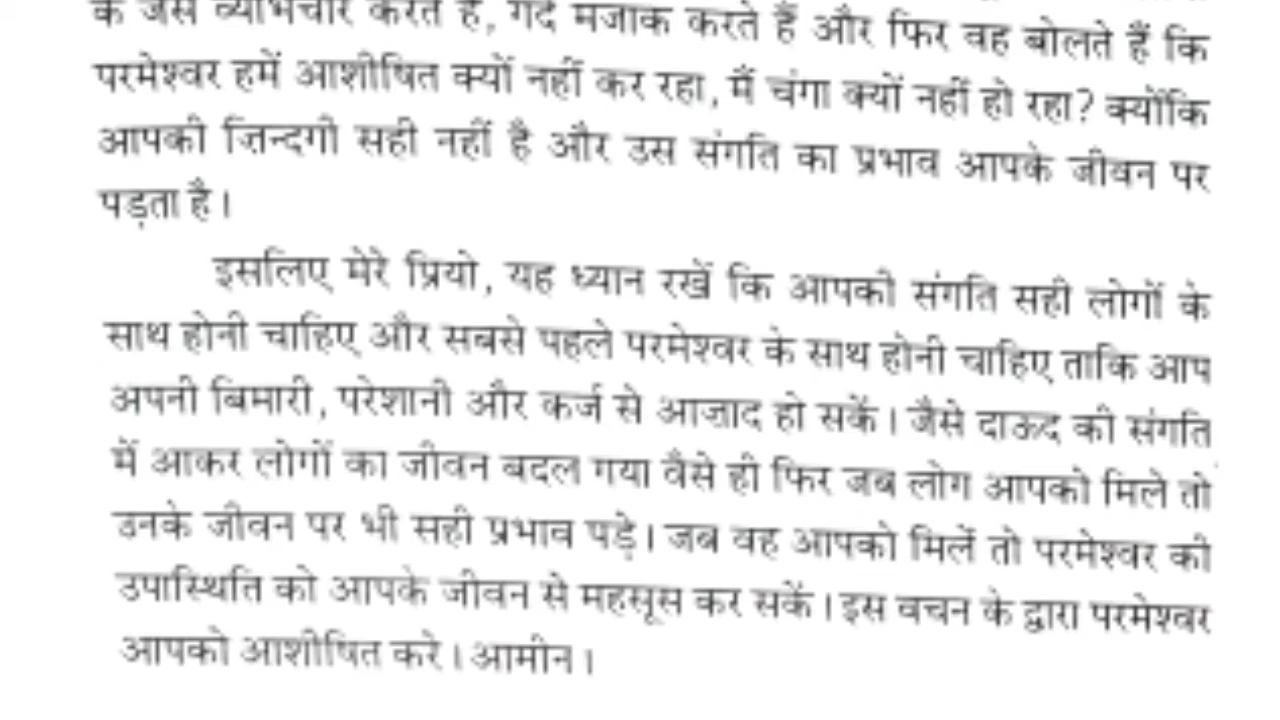 के जैसे व्यभिचार करते हैं, गंदे मजाक करते हैं और फिर वह बोलते हैं कि
परमेश्वर हमें आशीषित क्यों नहीं कर रहा, मैं चंगा क्यों नहीं हो रहा? क्योंकि
आपकी ज़िन्दगी सही नहीं है और उस संगति का प्रभाव आपके जीवन पर
पड़ता है।
इसलिए मेरे प्रियो, यह ध्यान रखें कि आपकी संगति सही लोगों के
साथ होनी चाहिए और सबसे पहले परमेश्वर के साथ होनी चाहिए ताकि आप
अपनी बिमारी, परेशानी और कर्ज से आज़ाद हो सकें। जैसे दाऊद की संगति
में आकर लोगों का जीवन बदल गया वैसे ही फिर जब लोग आपको मिले तो
उनके जीवन पर भी सही प्रभाव पड़े। जब वह आपको मिलें तो परमेश्वर की
उपास्थिति को आपके जीवन से महसूस कर सकें। इस वचन के द्वारा परमेश्वर
आपको आशीषित करे। आमीन।